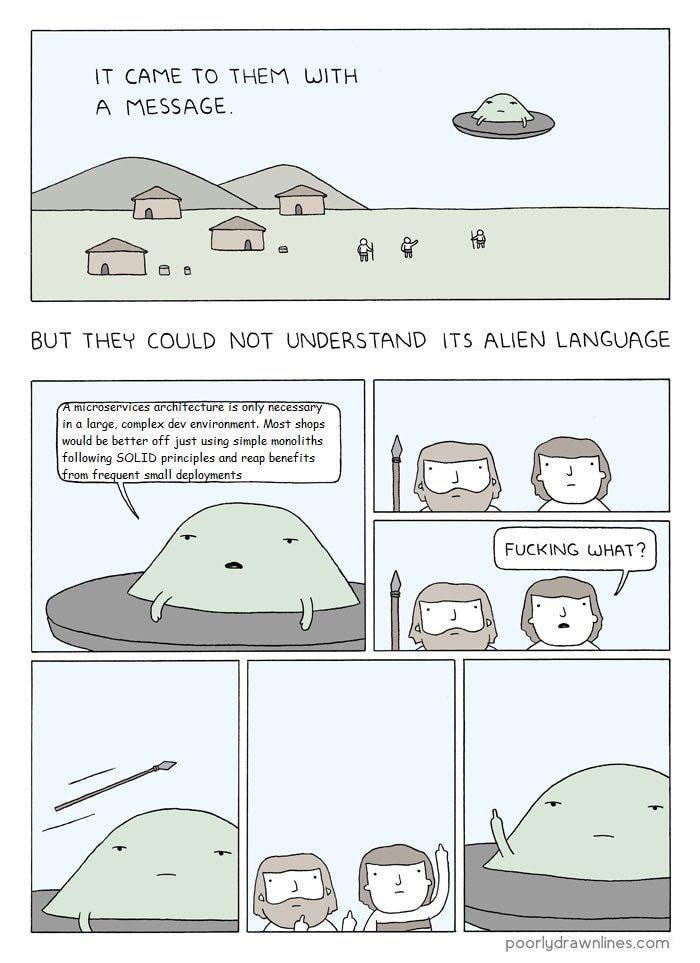 IT CAME TO THEM WITH
A MESSAGE.
BUT THEY COULD NOT UNDERSTAND ITS ALIEN LANGUAGE
A microservices architecture is only necessary
in a large, complex dev environment. Most shops
would be better off just using simple monoliths
following SOLID principles and reap benefits
from frequent small deployments
FUCKING WHAT?
poorlydrawnlines.com